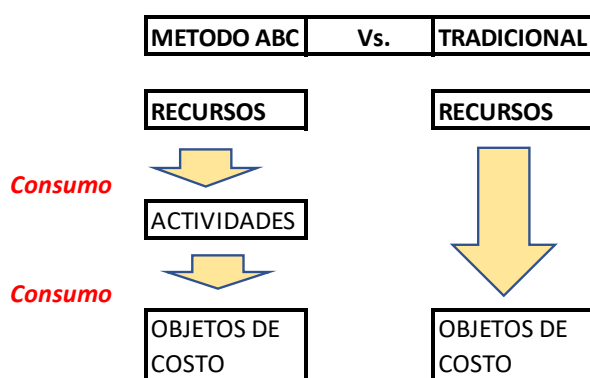 METODO ABC Vs. TRADICIONAL
RECURSOS RECURSOS
Consumo
ACTIVIDADES
Consumo
OBJETOS DE OBJETOS DE
COSTO COSTO